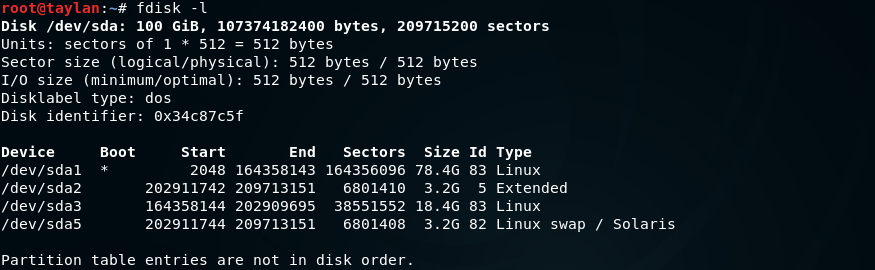 root@taylan:~# fdisk -l
Disk /dev/sda: 100 GiB, 107374182400 bytes, 209715200 sectors
Units: sectors of 1 * 512 = 512 bytes
Sector size (logical/physical): 512 bytes / 512 bytes
I/O size (minimum/optimal): 512 bytes / 512 bytes
Disklabel type: dos
Disk identifier: 0x34c87c5f

Device     Boot     Start       End   Sectors  Size Id Type
/dev/sda1  *         2048 164358143 164356096 78.4G 83 Linux
/dev/sda2       202911742 209713151   6801410  3.2G  5 Extended
/dev/sda3       164358144 202909695  38551552 18.4G 83 Linux
/dev/sda5       202911744 209713151   6801408  3.2G 82 Linux swap / Solaris

Partition table entries are not in disk order.